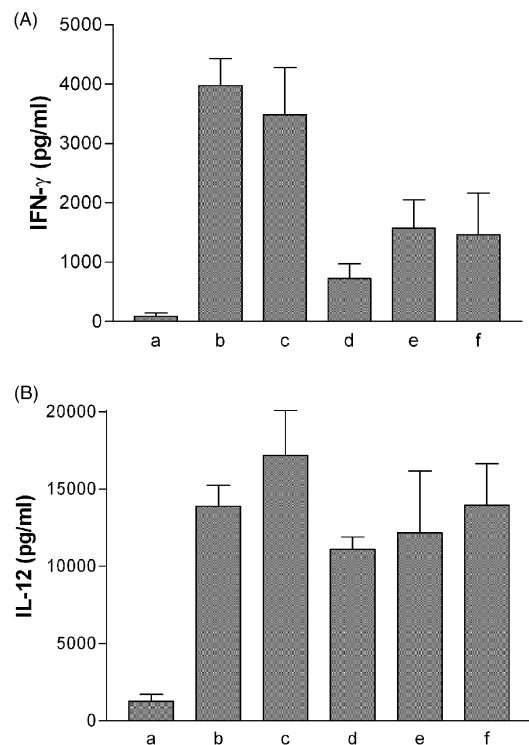 (A)
5000
4000
3000
2000
1000
0
IFN-γ (pg/ml)
a b c d e f
(B)
20000
15000
10000
5000
0
IL-12 (pg/ml)
a b c d e f